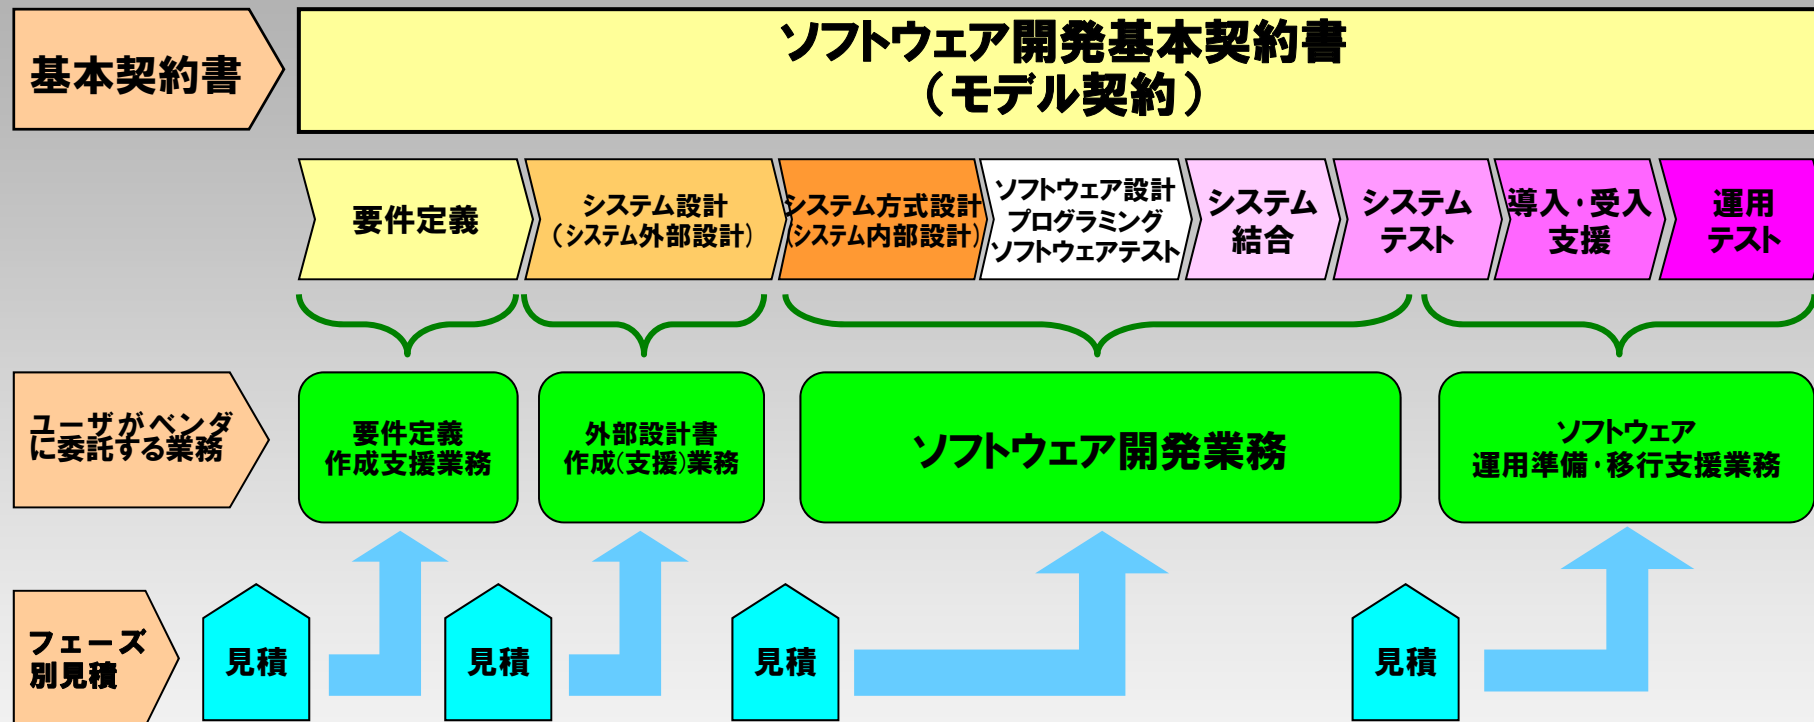 基本契約書
ソフトウェア開発基本契約書
（モデル契約）
要件定義
システム設計
（システム外部設計）
システム方式設計
(システム内部設計)
ソフトウェア設計
プログラミング
ソフトウェアテスト
システム
結合
システム
テスト
導入・受入
支援
運用
テスト
ユーザがベンダ
に委託する業務
要件定義
作成支援業務
外部設計書
作成(支援)業務
ソフトウェア開発業務
ソフトウェア
運用準備・移行支援業務
フェーズ
別見積
見積
見積
見積
見積